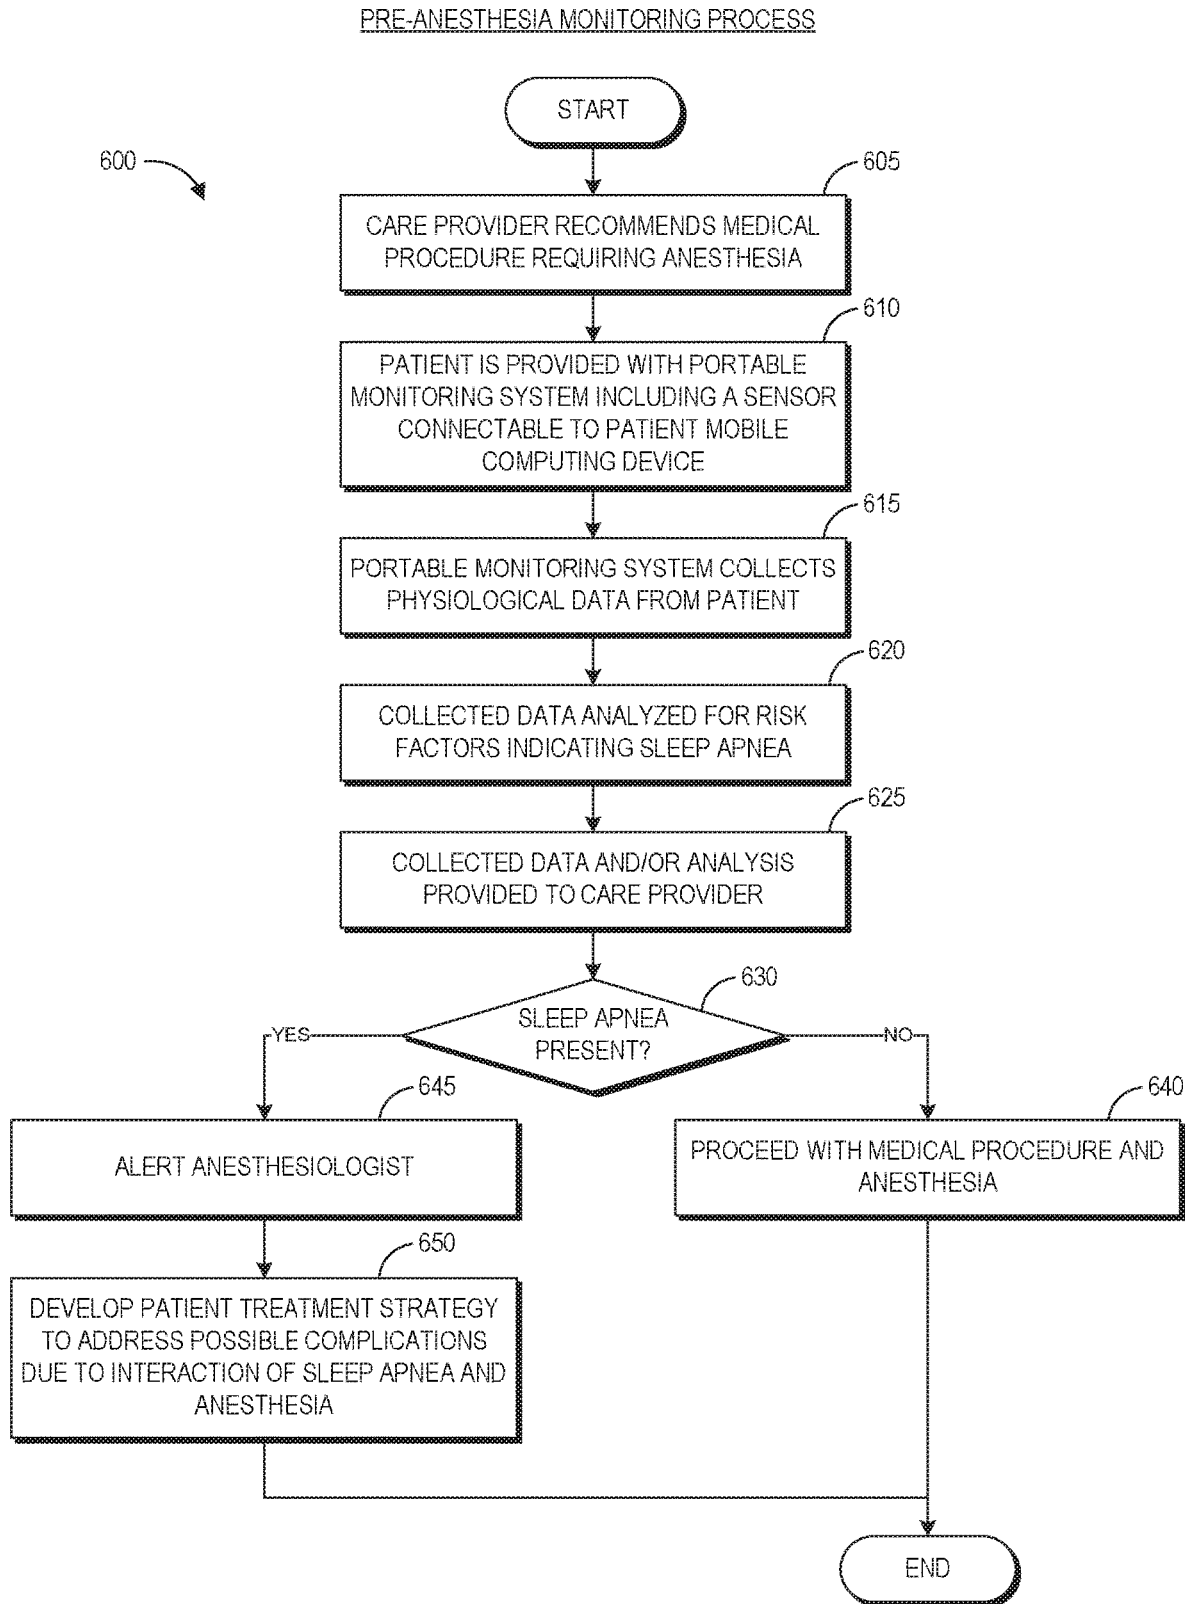 PRE-ANESTHESIA MONITORING PROCESS
START
600
605
CARE PROVIDER RECOMMENDS MEDICAL
PROCEDURE REQUIRING ANESTHESIA
610
PATIENT IS PROVIDED WITH PORTABLE
MONITORING SYSTEM INCLUDING A SENSOR
CONNECTABLE TO PATIENT MOBILE
COMPUTING DEVICE
615
PORTABLE MONITORING SYSTEM COLLECTS
PHYSIOLOGICAL DATA FROM PATIENT
620
COLLECTED DATA ANALYZED FOR RISK
FACTORS INDICATING SLEEP APNEA
625
COLLECTED DATA AND/OR ANALYSIS
PROVIDED TO CARE PROVIDER
630
SLEEP APNEA
PRESENT?
YES
NO
645
ALERT ANESTHESIOLOGIST
640
PROCEED WITH MEDICAL PROCEDURE AND
ANESTHESIA
650
DEVELOP PATIENT TREATMENT STRATEGY
TO ADDRESS POSSIBLE COMPLICATIONS
DUE TO INTERACTION OF SLEEP APNEA AND
ANESTHESIA
END